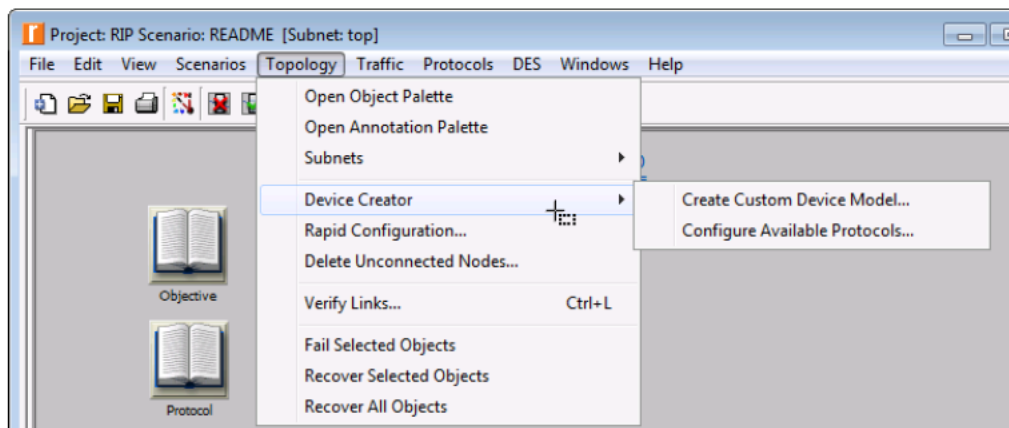 Project: RIP Scenario: README [Subnet: top]
File Edit View Scenarios Topology Traffic Protocols DES Windows Help
Open Object Palette
Open Annotation Palette
Subnets
Device Creator
Create Custom Device Model...
Rapid Configuration...
Configure Available Protocols...
Delete Unconnected Nodes...
Objective
Verify Links... Ctrl+L
Fail Selected Objects
Recover Selected Objects
Recover All Objects
Protocol